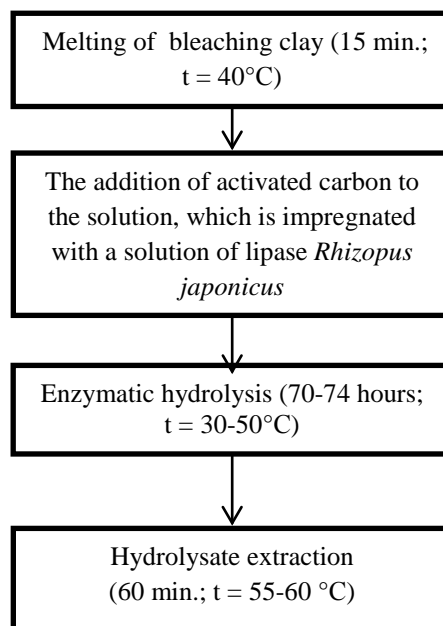 Melting of bleaching clay (15 min.;
t = 40°C)
The addition of activated carbon to
the solution, which is impregnated
with a solution of lipase Rhizopus
japonicus
Enzymatic hydrolysis (70-74 hours;
t = 30-50°C)
Hydrolysate extraction
(60 min.; t = 55-60 °C)